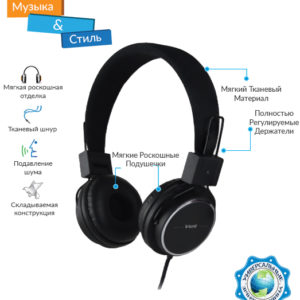 Музыка
&
Стиль
Мягкая роскошная
отделка
Тканевый шнур
Подавление
шума
Складываемая
конструкция
Мягкий Тканевый
Материал
Полностью
Регулируемые
Держатели
Мягкие Роскошные
Подушечки
УНИВЕРСАЛЬНЫЕ